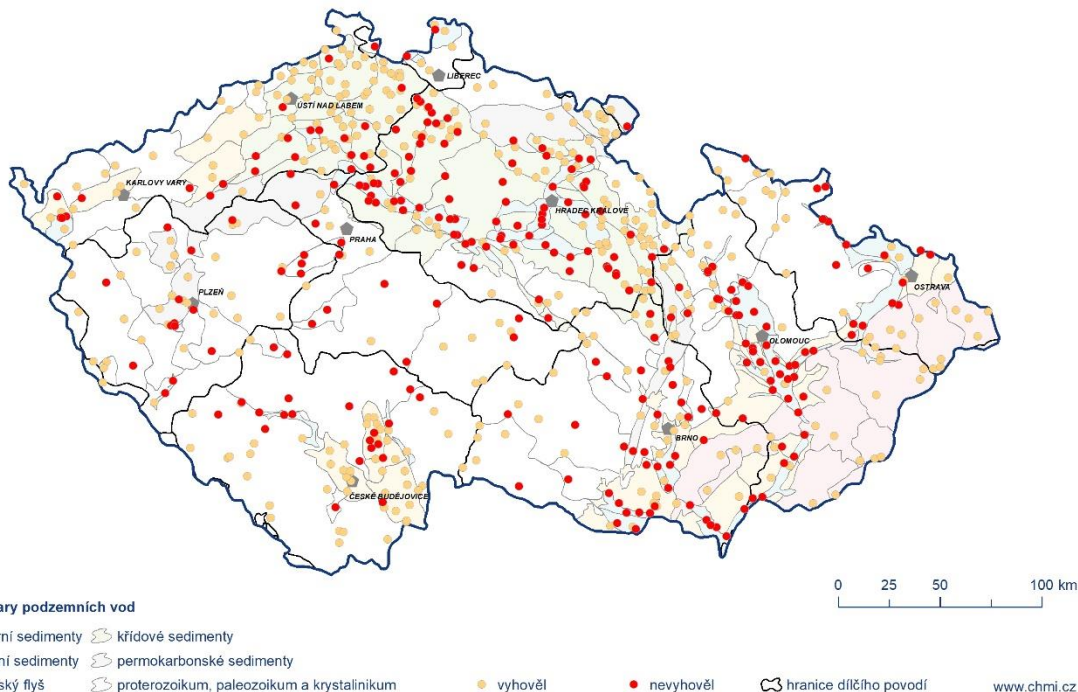 LIBEREC
ÚSTÍ NAD LABEM
KARLOVY VARY
HRADEC KRÁLOVÉ
PRAHA
PLZEŇ
OSTRAVA
OLOMOUC
BRNO
ČESKÉ BUDĚJOVICE
0 25 50 100 km
ary podzemních vod
rní sedimenty křídové sedimenty
ní sedimenty permokarbonské sedimenty
ský flyš proterozoikum, paleozoikum a krystalinikum vyhověl nevyhověl hranice dílčího povodí www.chmi.cz